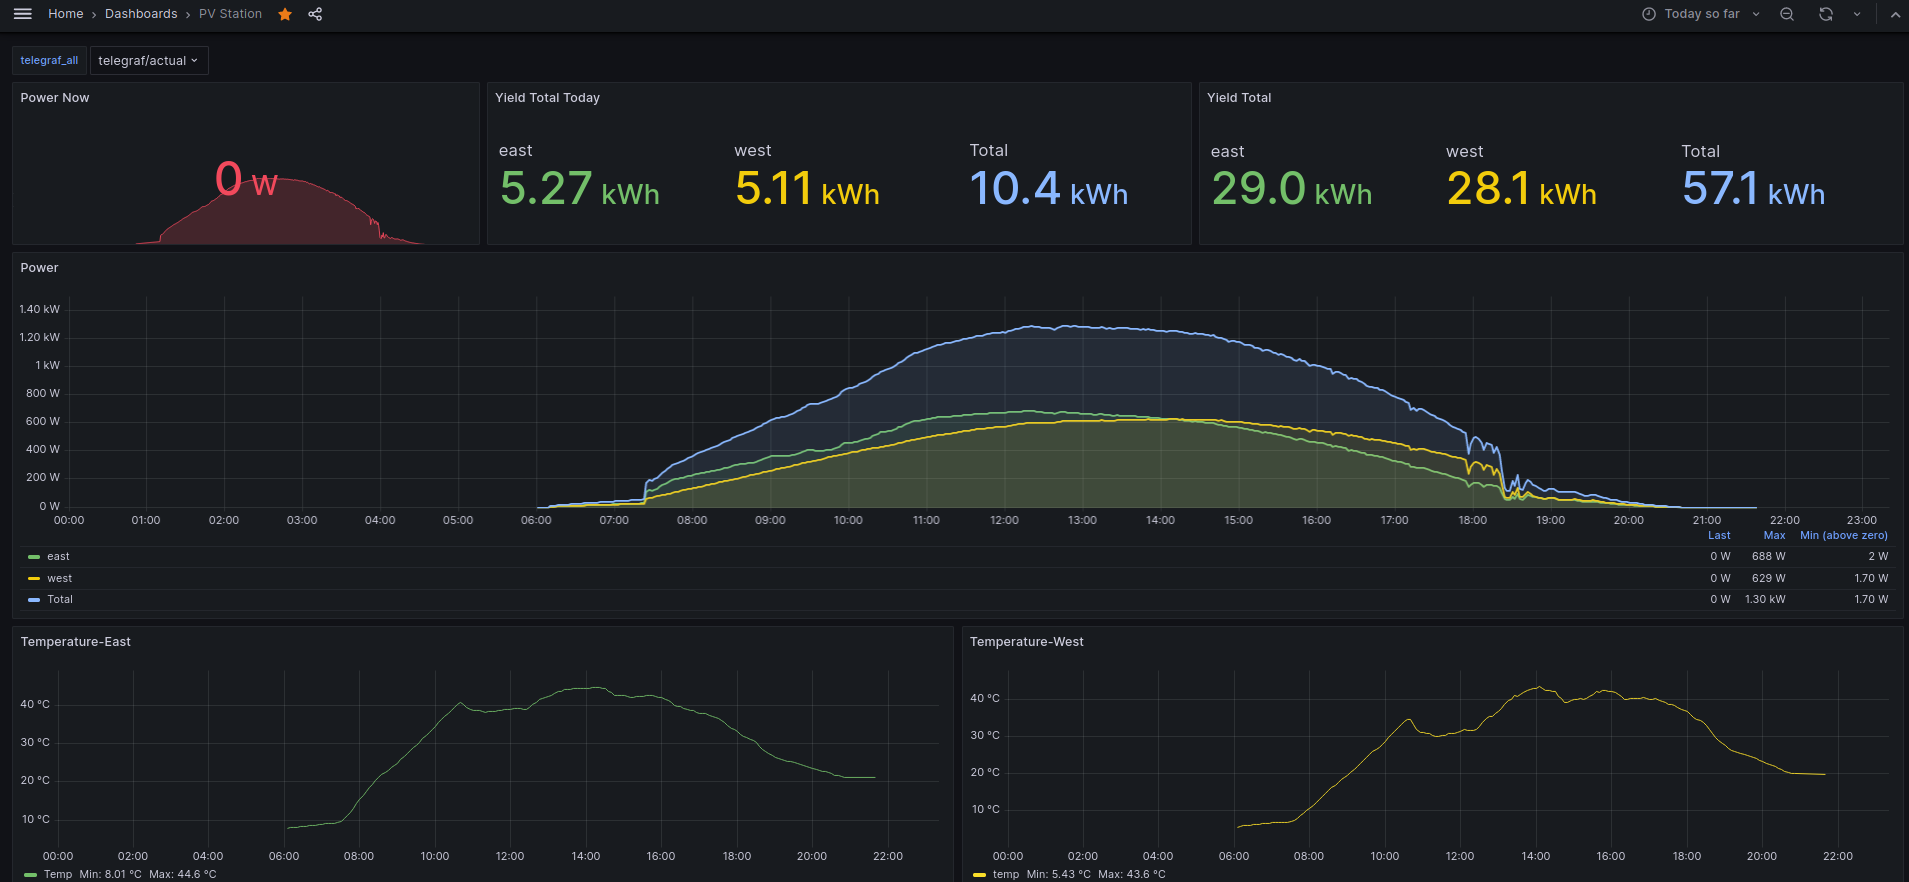 Home › Dashboards › PV Station
Today so far
telegraf_all telegraf/actual
Power Now
0 W
Yield Total Today
east west Total
5.27 kWh 5.11 kWh 10.4 kWh
Yield Total
east west Total
29.0 kWh 28.1 kWh 57.1 kWh
Power
1.40 kW
1.20 kW
1 kW
800 W
600 W
400 W
200 W
0 W
00:00 01:00 02:00 03:00 04:00 05:00 06:00 07:00 08:00 09:00 10:00 11:00 12:00 13:00 14:00 15:00 16:00 17:00 18:00 19:00 20:00 21:00 22:00 23:00
Last Max Min (above zero)
east 0 W 688 W 2 W
west 0 W 629 W 1.70 W
Total 0 W 1.30 kW 1.70 W
Temperature-East
40 °C
30 °C
20 °C
10 °C
00:00 02:00 04:00 06:00 08:00 10:00 12:00 14:00 16:00 18:00 20:00 22:00
Temp Min: 8.01 °C Max: 44.6 °C
Temperature-West
40 °C
30 °C
20 °C
10 °C
00:00 02:00 04:00 06:00 08:00 10:00 12:00 14:00 16:00 18:00 20:00 22:00
temp Min: 5.43 °C Max: 43.6 °C